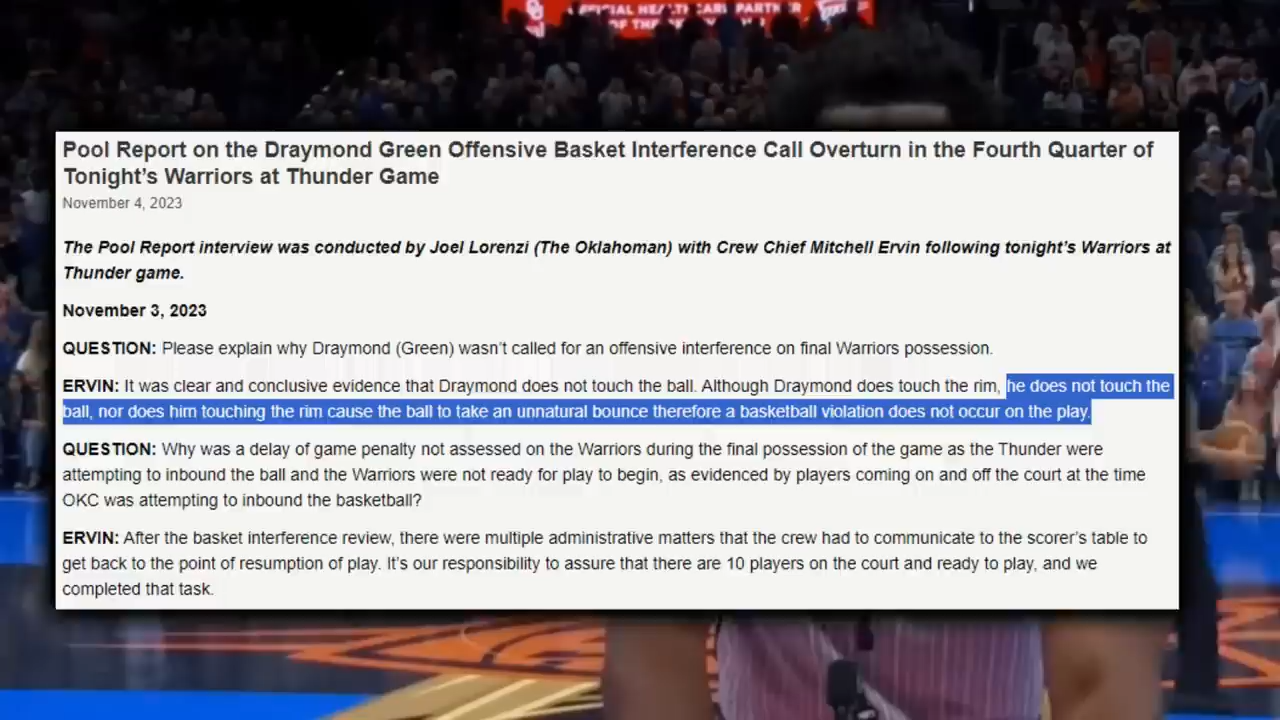 OFFICIAL HEALTH CARE PARTNER
OF THE
Pool Report on the Draymond Green Offensive Basket Interference Call Overturn in the Fourth Quarter of
Tonight’s Warriors at Thunder Game
November 4, 2023
The Pool Report interview was conducted by Joel Lorenzi (The Oklahoman) with Crew Chief Mitchell Ervin following tonight’s Warriors at
Thunder game.
November 3, 2023
QUESTION: Please explain why Draymond (Green) wasn’t called for an offensive interference on final Warriors possession.
ERVIN: It was clear and conclusive evidence that Draymond does not touch the ball. Although Draymond does touch the rim, he does not touch the
ball, nor does him touching the rim cause the ball to take an unnatural bounce therefore a basketball violation does not occur on the play.
QUESTION: Why was a delay of game penalty not assessed on the Warriors during the final possession of the game as the Thunder were
attempting to inbound the ball and the Warriors were not ready for play to begin, as evidenced by players coming on and off the court at the time
OKC was attempting to inbound the basketball?
ERVIN: After the basket interference review, there were multiple administrative matters that the crew had to communicate to the scorer’s table to
get back to the point of resumption of play. It’s our responsibility to assure that there are 10 players on the court and ready to play, and we
completed that task.